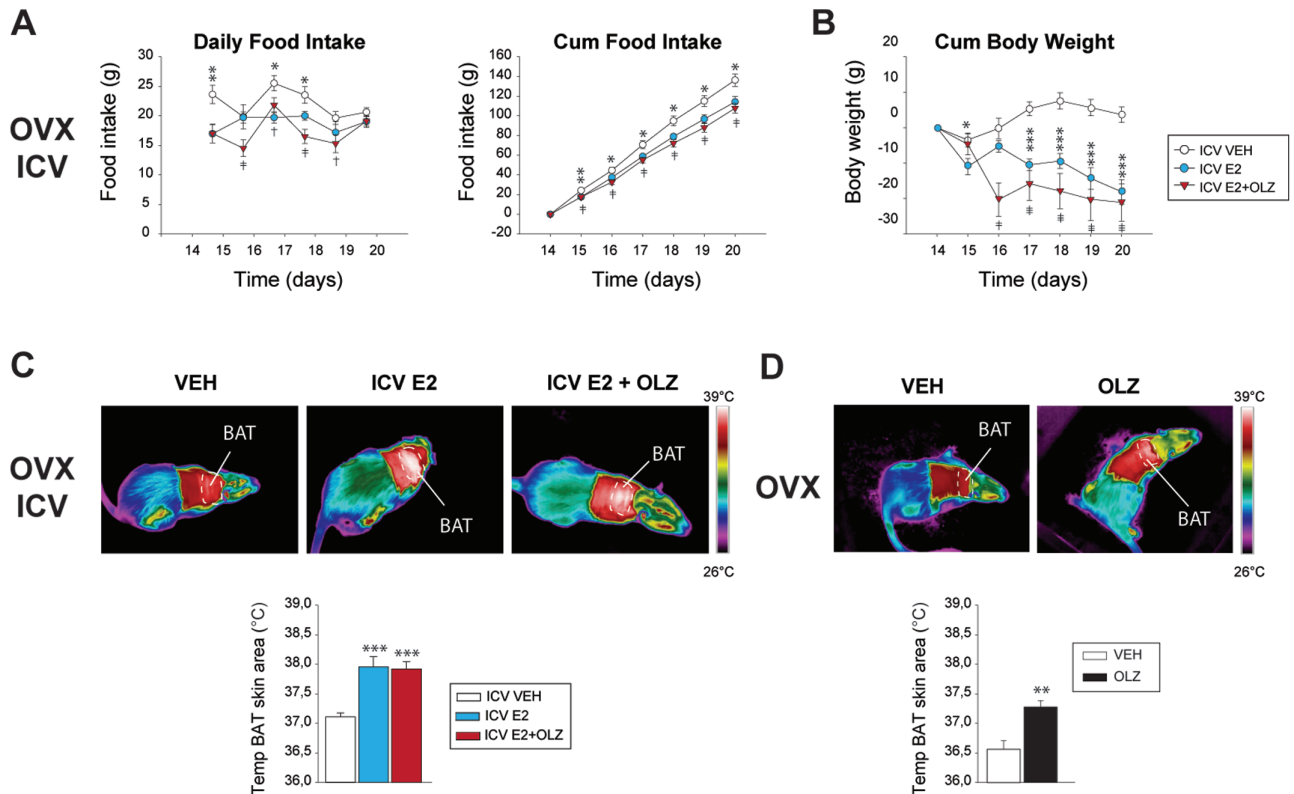 A
Daily Food Intake
Cum Food Intake
B
Cum Body Weight
OVX
ICV
Food intake (g)
30
25
20
15
10
5
0
**
*
*
‡
†
‡
†
14 15 16 17 18 19 20
Time (days)
Food intake (g)
160
140
120
100
80
60
40
20
0
-20
**
*
*
*
*
*
‡
‡
‡
‡
‡
‡
14 15 16 17 18 19 20
Time (days)
Body weight (g)
20
10
0
-10
-20
-30
*
***
***
***
***
‡
‡
‡
‡
‡
14 15 16 17 18 19 20
Time (days)
ICV VEH
ICV E2
ICV E2+OLZ
C
VEH
ICV E2
ICV E2 + OLZ
D
VEH
OLZ
OVX
ICV
BAT
BAT
BAT
39°C
26°C
OVX
BAT
BAT
39°C
26°C
Temp BAT skin area (°C)
39,0
38,5
38,0
37,5
37,0
36,5
36,0
***
***
ICV VEH
ICV E2
ICV E2+OLZ
Temp BAT skin area (°C)
39,0
38,5
38,0
37,5
37,0
36,5
36,0
**
VEH
OLZ